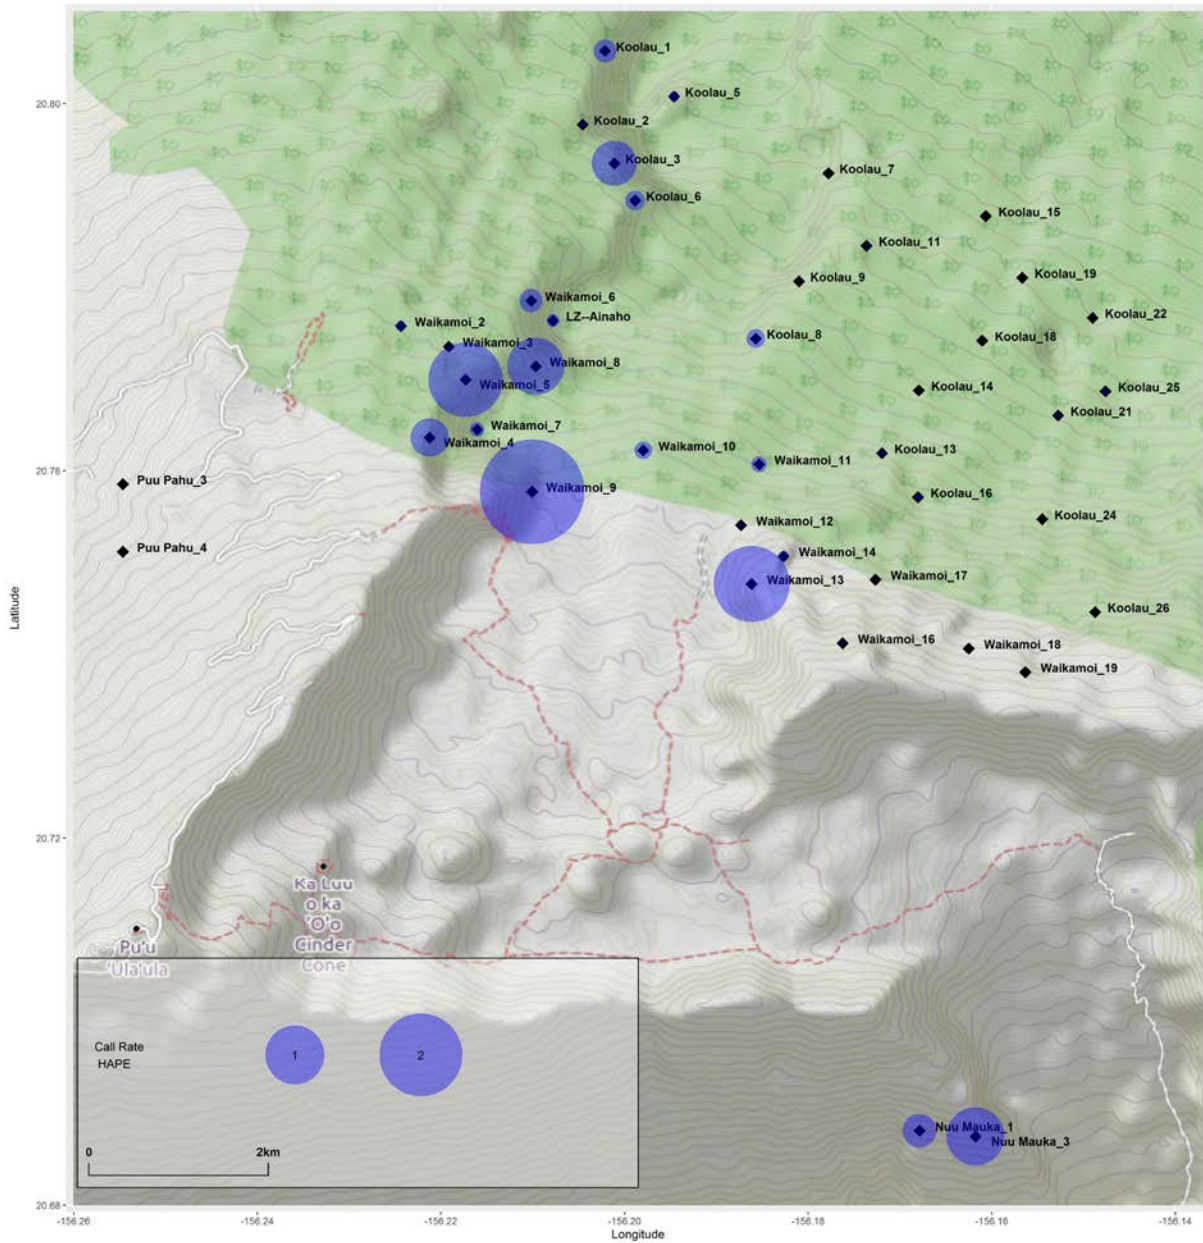 Koolau_1
20.80
Koolau_5
Koolau_2
Koolau_3
Koolau_7
Koolau_6
Koolau_15
Koolau_11
Koolau_19
Koolau_9
Waikamoi_6
LZ--Ainaho
Koolau_22
Waikamoi_2
Koolau_8
Koolau_18
Waikamoi_3
Waikamoi_8
Waikamoi_5
Koolau_14
Koolau_25
Koolau_21
Waikamoi_7
Waikamoi_4
Waikamoi_10
Koolau_13
Waikamoi_11
20.76
Puu Pahu_3
Waikamoi_9
Koolau_16
Koolau_24
Waikamoi_12
Puu Pahu_4
Waikamoi_14
Waikamoi_13
Waikamoi_17
Latitude
Koolau_26
Waikamoi_16
Waikamoi_18
Waikamoi_19
20.72
Ka Luu
o ka
'O'o
Cinder
Cone
Pu'u
'Ula'ula
Call Rate
HAPE
1
2
Nuu Mauka_1
Nuu Mauka_3
0
2km
20.68
-156.26
-156.24
-156.22
-156.20
-156.18
-156.16
-156.14
Longitude